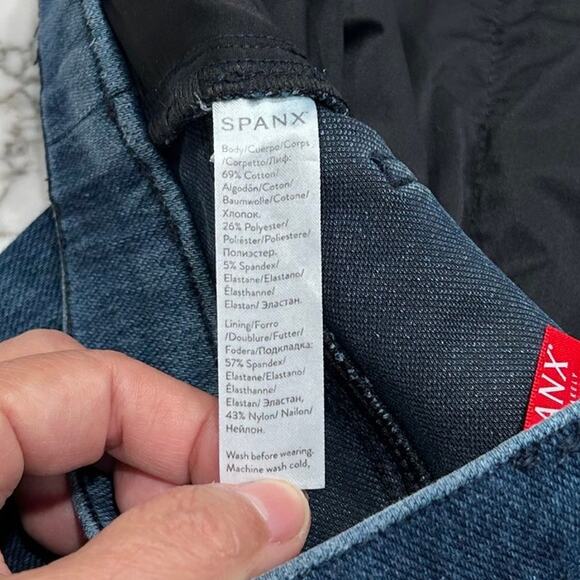 SPANX
Body/Cuerpo/Corps
/Corpetto/Лиф:
69% Cotton/
Algodón/Coton/
Baumwolle/Cotone/
Хлопок.
26% Polyester/
Poliéster/Poliestere/
Полиэстер.
5% Spandex/
Elastane/Elastano/
Élasthanne/
Elastan/ Эластан.
Lining/Forro
/Doublure/Futter/
Fodera/Подкладка:
57% Spandex/
Elastane/Elastano/
Élasthanne/
Elastan/ Эластан,
43% Nylon/ Nailon/
Нейлон.
Wash before wearing.
Machine wash cold,
ANX